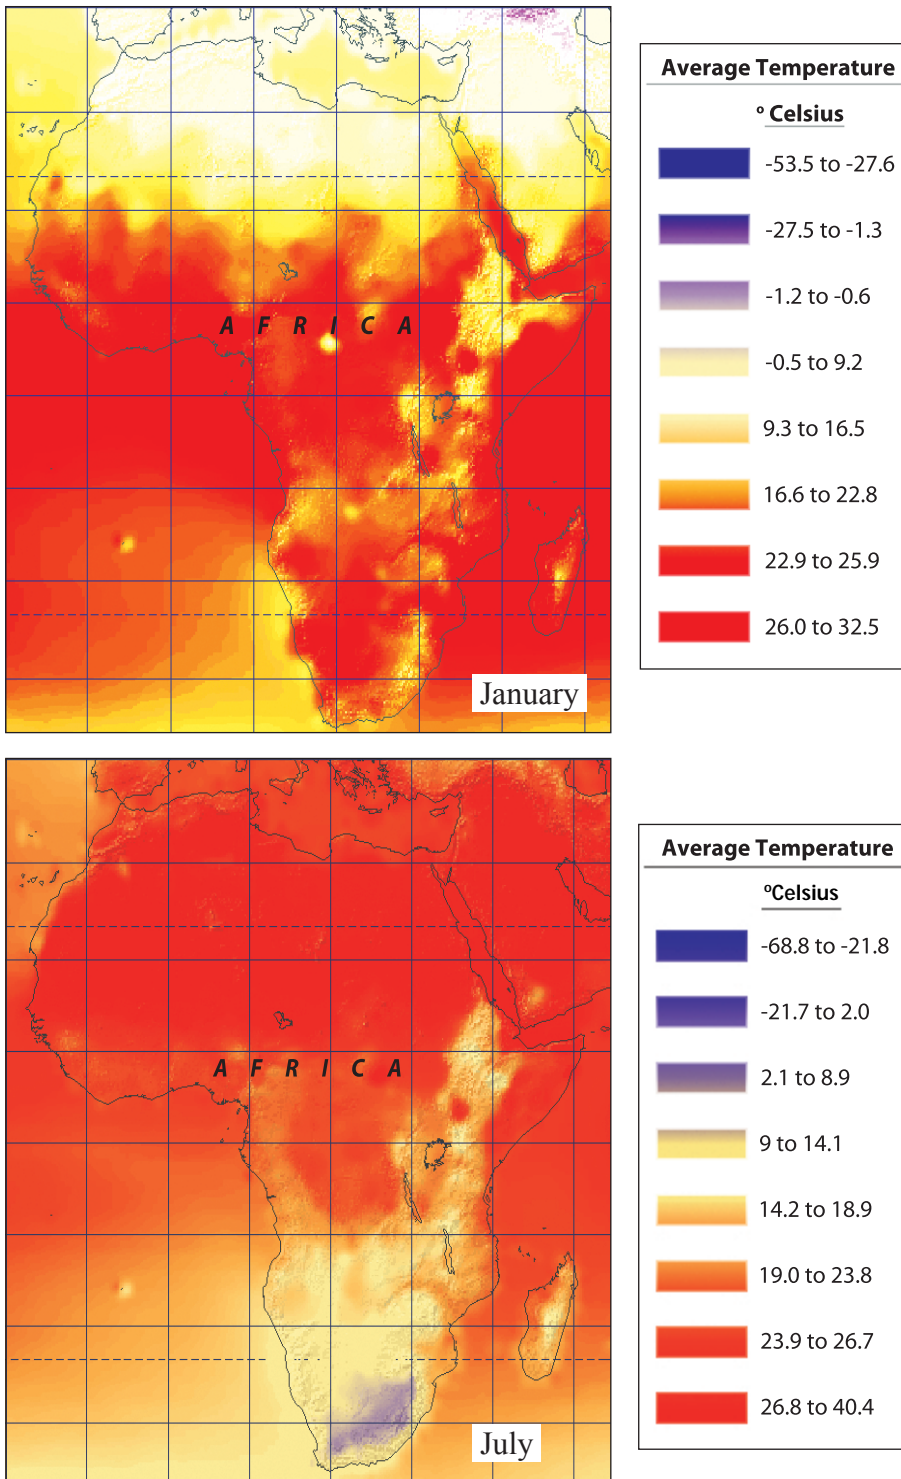 AFRICA
January
Average Temperature
º Celsius
-53.5 to -27.6
-27.5 to -1.3
-1.2 to -0.6
-0.5 to 9.2
9.3 to 16.5
16.6 to 22.8
22.9 to 25.9
26.0 to 32.5
AFRICA
July
Average Temperature
ºCelsius
-68.8 to -21.8
-21.7 to 2.0
2.1 to 8.9
9 to 14.1
14.2 to 18.9
19.0 to 23.8
23.9 to 26.7
26.8 to 40.4